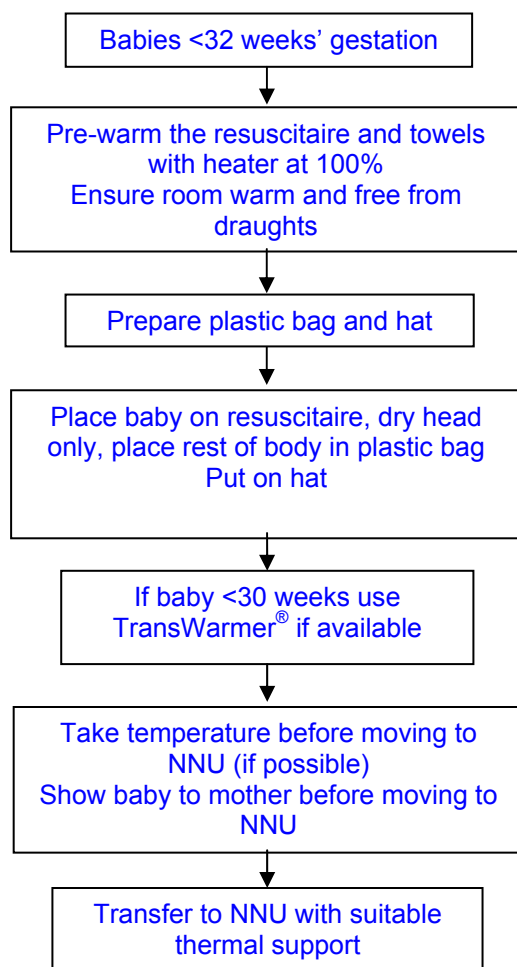 Babies <32 weeks’ gestation
Pre-warm the resuscitaire and towels
with heater at 100%
Ensure room warm and free from
draughts
Prepare plastic bag and hat
Place baby on resuscitaire, dry head
only, place rest of body in plastic bag
Put on hat
If baby <30 weeks use
TransWarmer® if available
Take temperature before moving to
NNU (if possible)
Show baby to mother before moving to
NNU
Transfer to NNU with suitable
thermal support